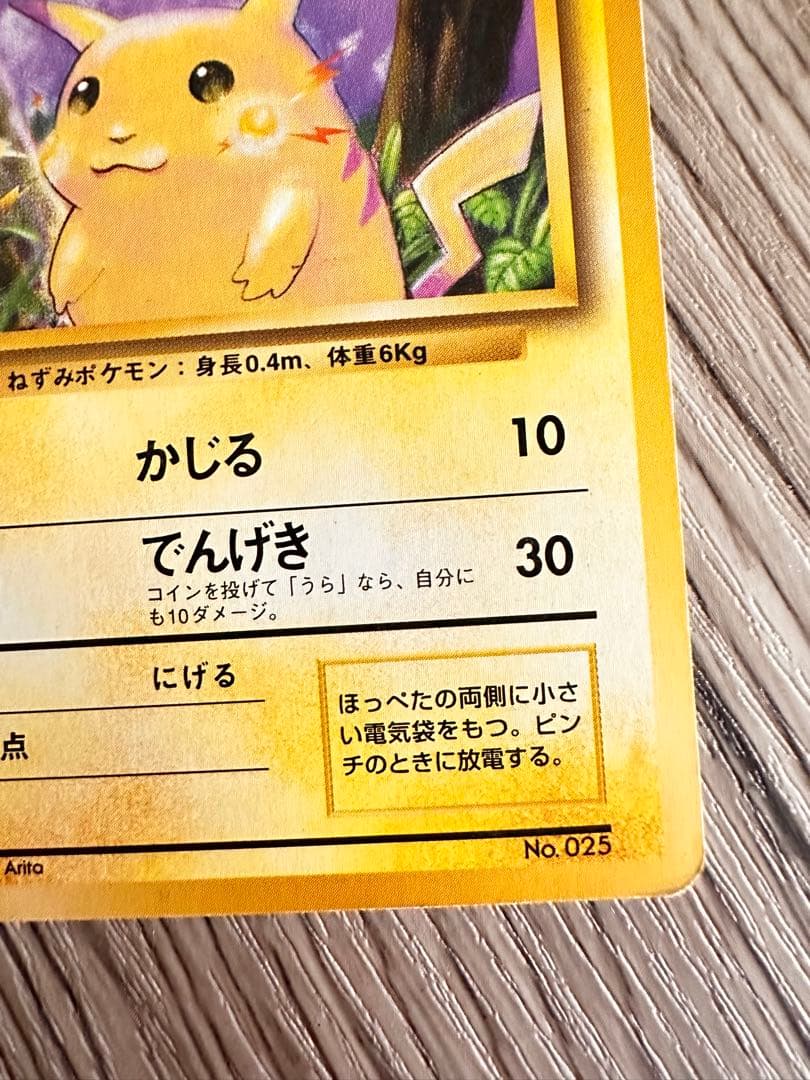 ねずみポケモン：身長0.4m、体重6Kg
かじる 10
でんげき 30
コインを投げて「うら」なら、自分に
も10ダメージ。
にげる
点
ほっぺたの両側に小さ
い電気袋をもつ。ピン
チのときに放電する。
Arita
No. 025